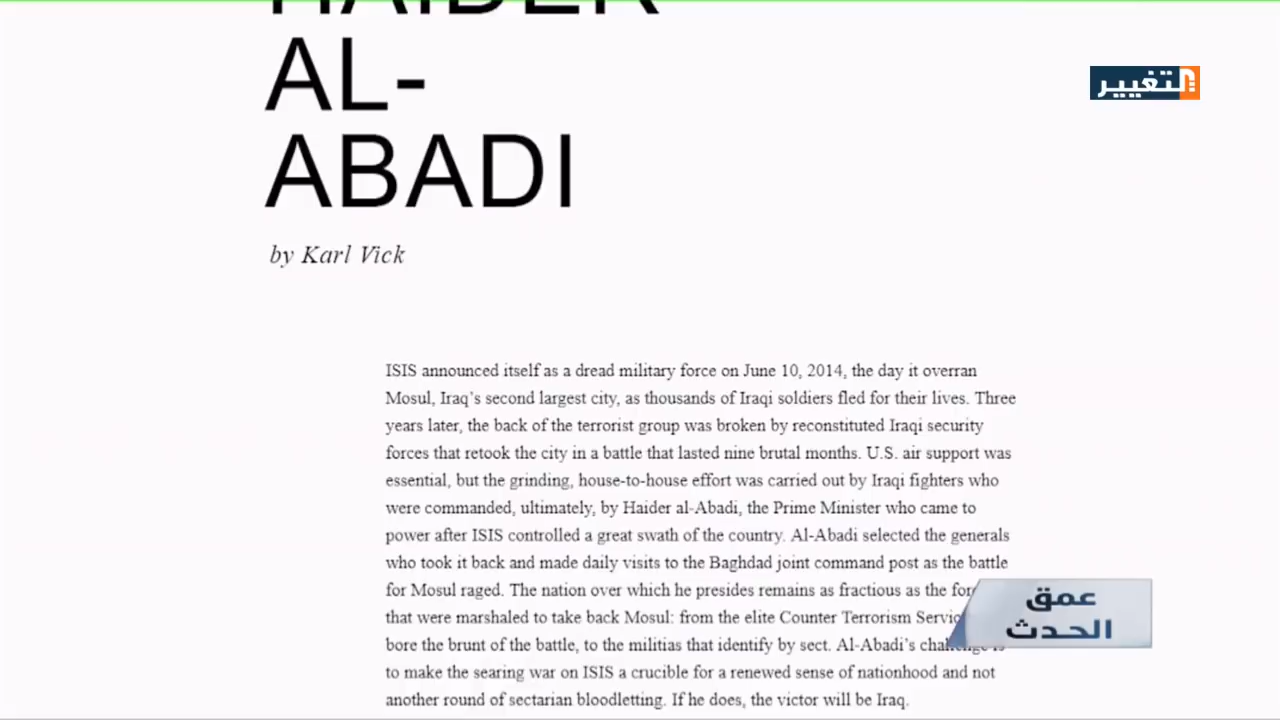 HAIDER
AL-
ABADI
التغيير
by Karl Vick
ISIS announced itself as a dread military force on June 10, 2014, the day it overran
Mosul, Iraq's second largest city, as thousands of Iraqi soldiers fled for their lives. Three
years later, the back of the terrorist group was broken by reconstituted Iraqi security
forces that retook the city in a battle that lasted nine brutal months. U.S. air support was
essential, but the grinding, house-to-house effort was carried out by Iraqi fighters who
were commanded, ultimately, by Haider al-Abadi, the Prime Minister who came to
power after ISIS controlled a great swath of the country. Al-Abadi selected the generals
who took it back and made daily visits to the Baghdad joint command post as the battle
for Mosul raged. The nation over which he presides remains as fractious as the
that were marshaled to take back Mosul: from the elite Counter Terrorism
bore the brunt of the battle, to the militias that identify by sect. Al-Abadi's challenge is
to make the searing war on ISIS a crucible for a renewed sense of nationhood and not
another round of sectarian bloodletting. If he does, the victor will be Iraq.
عمق
الحدث